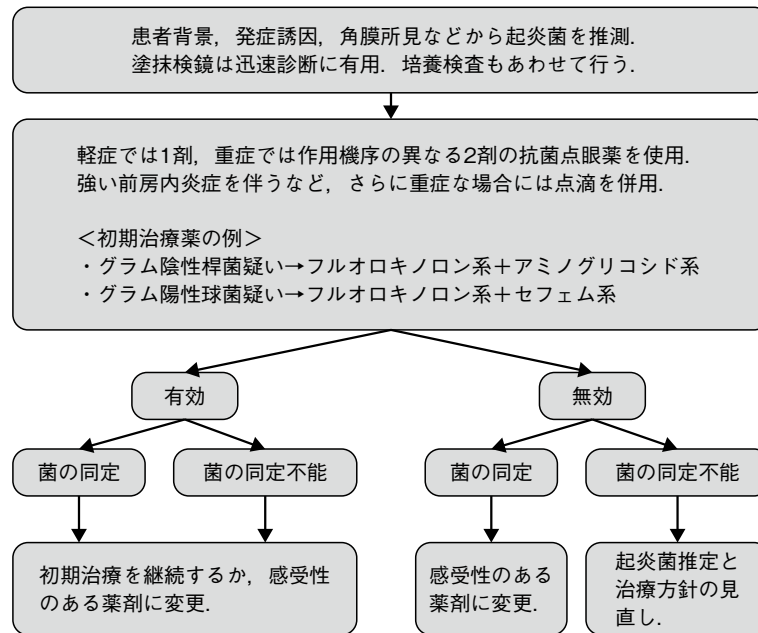 患者背景，発症誘因，角膜所見などから起炎菌を推測．
塗抹検鏡は迅速診断に有用．培養検査もあわせて行う．
軽症では1剤，重症では作用機序の異なる2剤の抗菌点眼薬を使用．
強い前房内炎症を伴うなど，さらに重症な場合には点滴を併用．
＜初期治療薬の例＞
・グラム陰性桿菌疑い→フルオロキノロン系＋アミノグリコシド系
・グラム陽性球菌疑い→フルオロキノロン系＋セフェム系
有効
無効
菌の同定
菌の同定不能
菌の同定
菌の同定不能
初期治療を継続するか，感受性
のある薬剤に変更．
感受性のある
薬剤に変更．
起炎菌推定と
治療方針の見
直し．